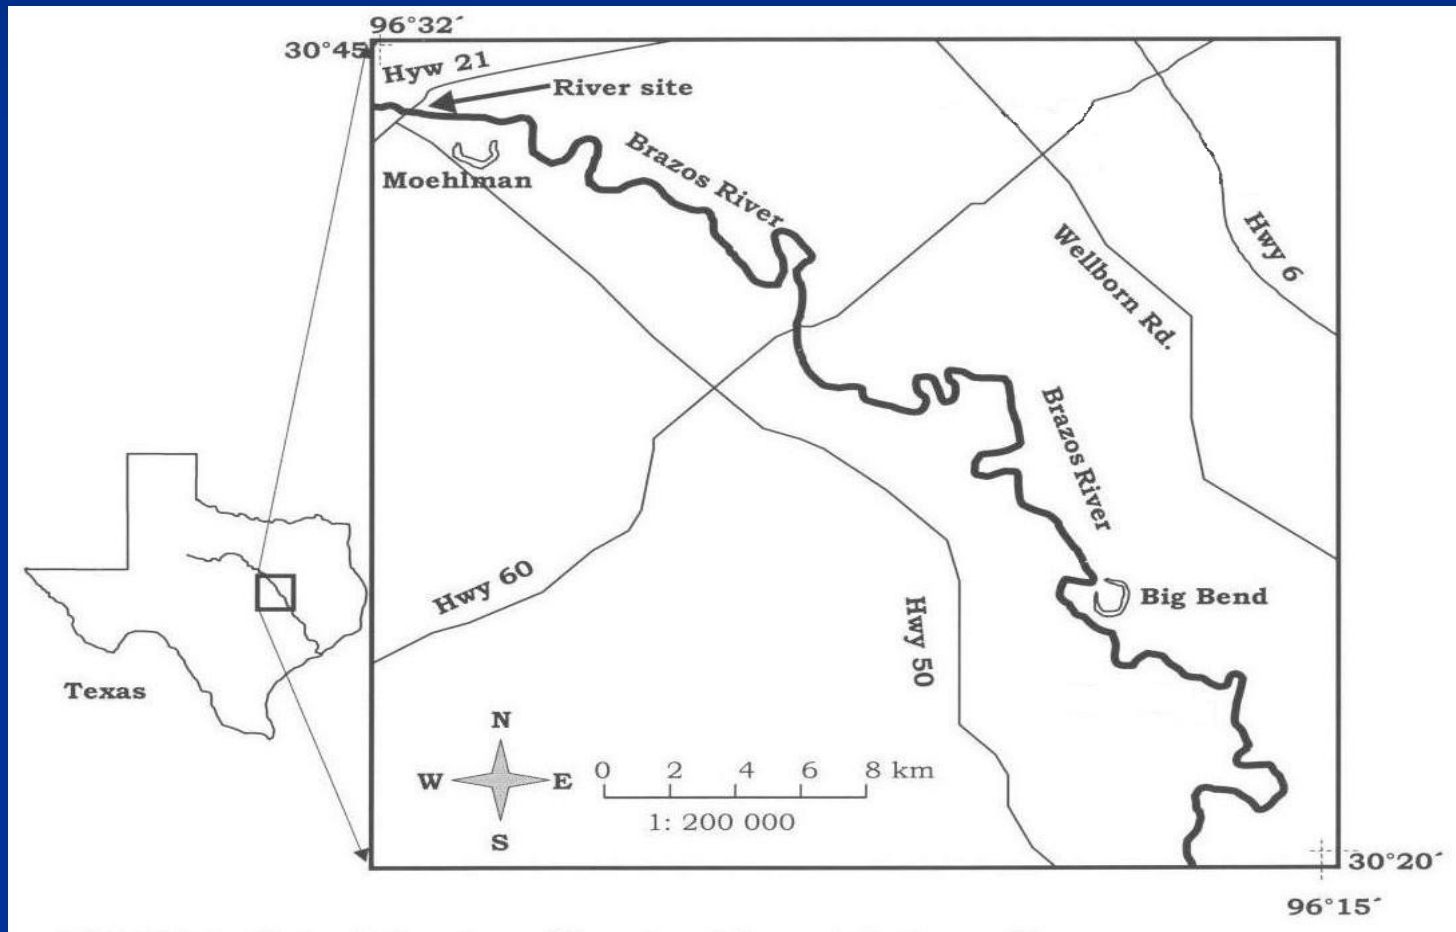 96°32´
30°45´
Hyw 21
River site
Moehlman
Brazos River
Hwy 6
Wellborn Rd.
Brazos River
Hwy 60
Big Bend
Hwy 50
Texas
N
W E
S
0 2 4 6 8 km
1: 200 000
30°20´
96°15´